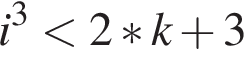 i³ < 2 * k + 3